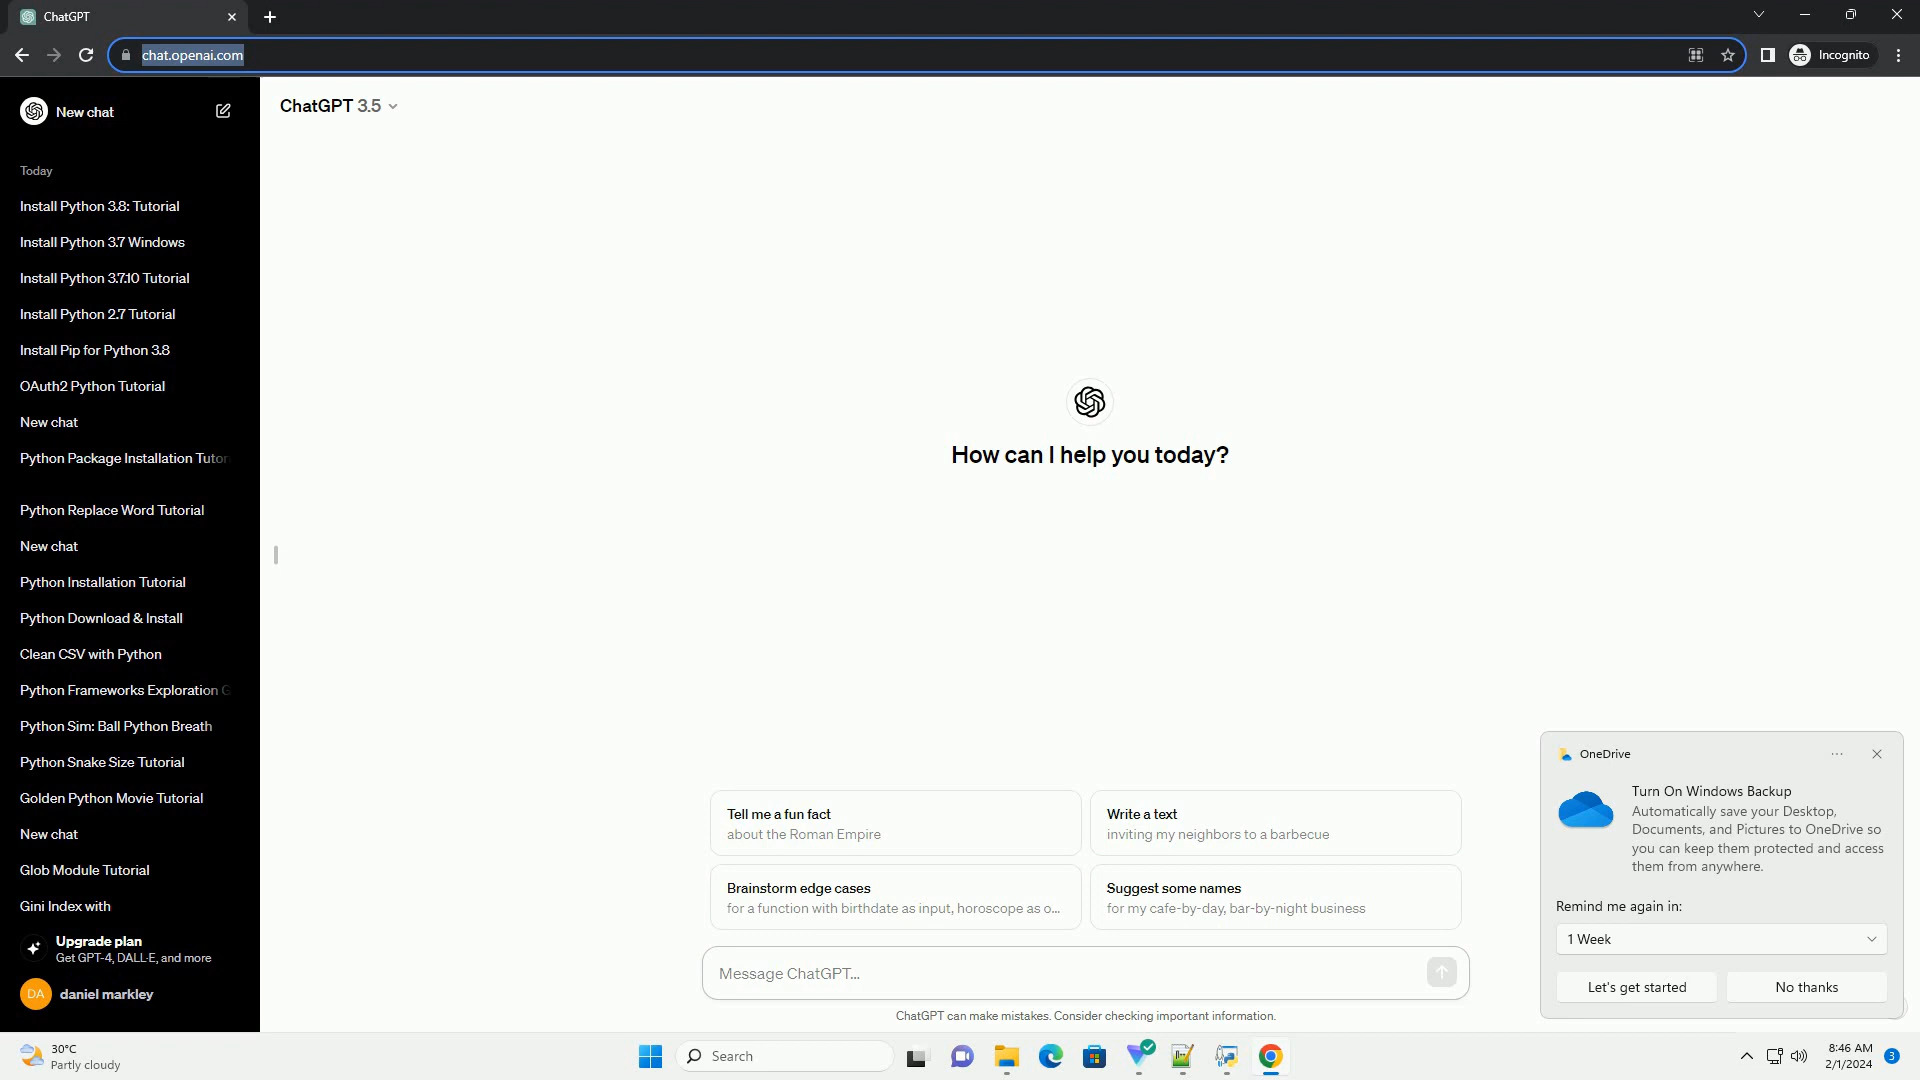 ChatGPT
chat.openai.com
Incognito
New chat
ChatGPT 3.5
Today
Install Python 3.8: Tutorial
Install Python 3.7 Windows
Install Python 3.7.10 Tutorial
Install Python 2.7 Tutorial
Install Pip for Python 3.8
OAuth2 Python Tutorial
New chat
Python Package Installation Tutor
Python Replace Word Tutorial
New chat
Python Installation Tutorial
Python Download & Install
Clean CSV with Python
Python Frameworks Exploration G
Python Sim: Ball Python Breath
Python Snake Size Tutorial
Golden Python Movie Tutorial
New chat
Glob Module Tutorial
Gini Index with
Upgrade plan
Get GPT-4, DALL·E, and more
DA
daniel markley
How can I help you today?
Tell me a fun fact
about the Roman Empire
Write a text
inviting my neighbors to a barbecue
Brainstorm edge cases
for a function with birthdate as input, horoscope as o...
Suggest some names
for my cafe-by-day, bar-by-night business
Message ChatGPT...
ChatGPT can make mistakes. Consider checking important information.
OneDrive
Turn On Windows Backup
Automatically save your Desktop,
Documents, and Pictures to OneDrive so
you can keep them protected and access
them from anywhere.
Remind me again in:
1 Week
Let's get started
No thanks
30°C
Partly cloudy
Search
8:46 AM
2/1/2024
3